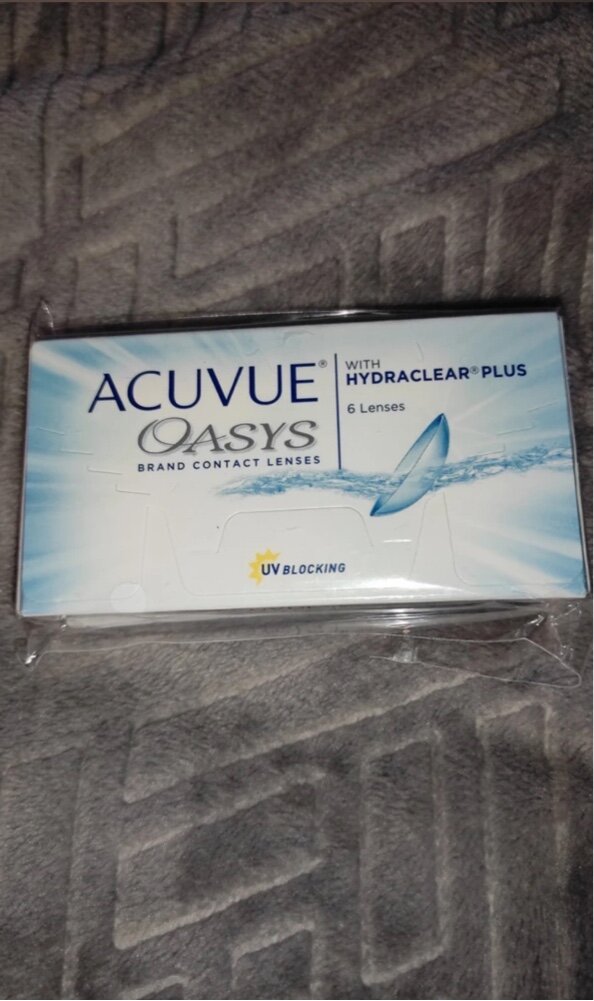 ACUVUE®
OASYS
BRAND CONTACT LENSES
WITH
HYDRACLEAR® PLUS
6 Lenses
UV BLOCKING